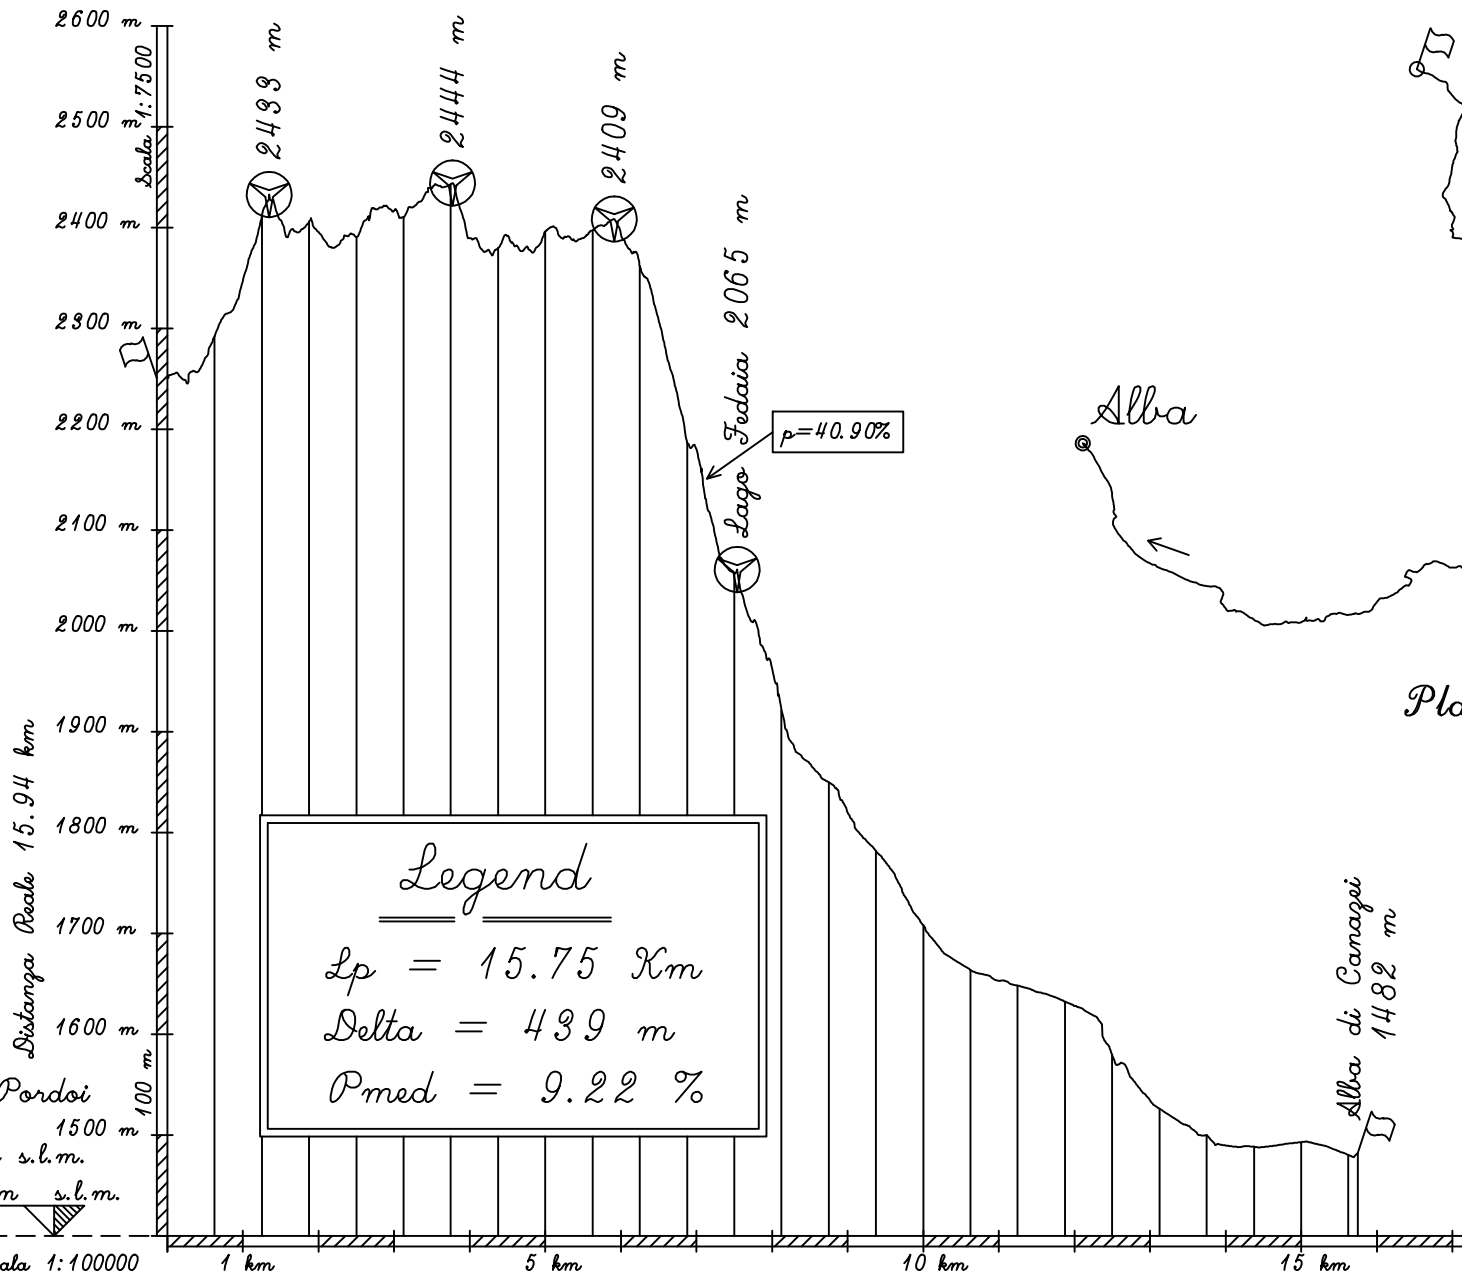 2600 m
2500 m
2400 m
2300 m
2200 m
2100 m
2000 m
1900 m
1800 m
1700 m
1600 m
1500 m
Scala 1:7500
100 m
2433 m
2444 m
2409 m
Lago Fedaia 2065 m
p=40.90%
Alba
Distanza Reale 15.94 km
Pordoi
s.l.m.
s.l.m.
Legend
Lp = 15.75 Km
Delta = 439 m
Pmed = 9.22 %
Alba di Canazei
1482 m
1:100000
1 km
5 km
10 km
15 km